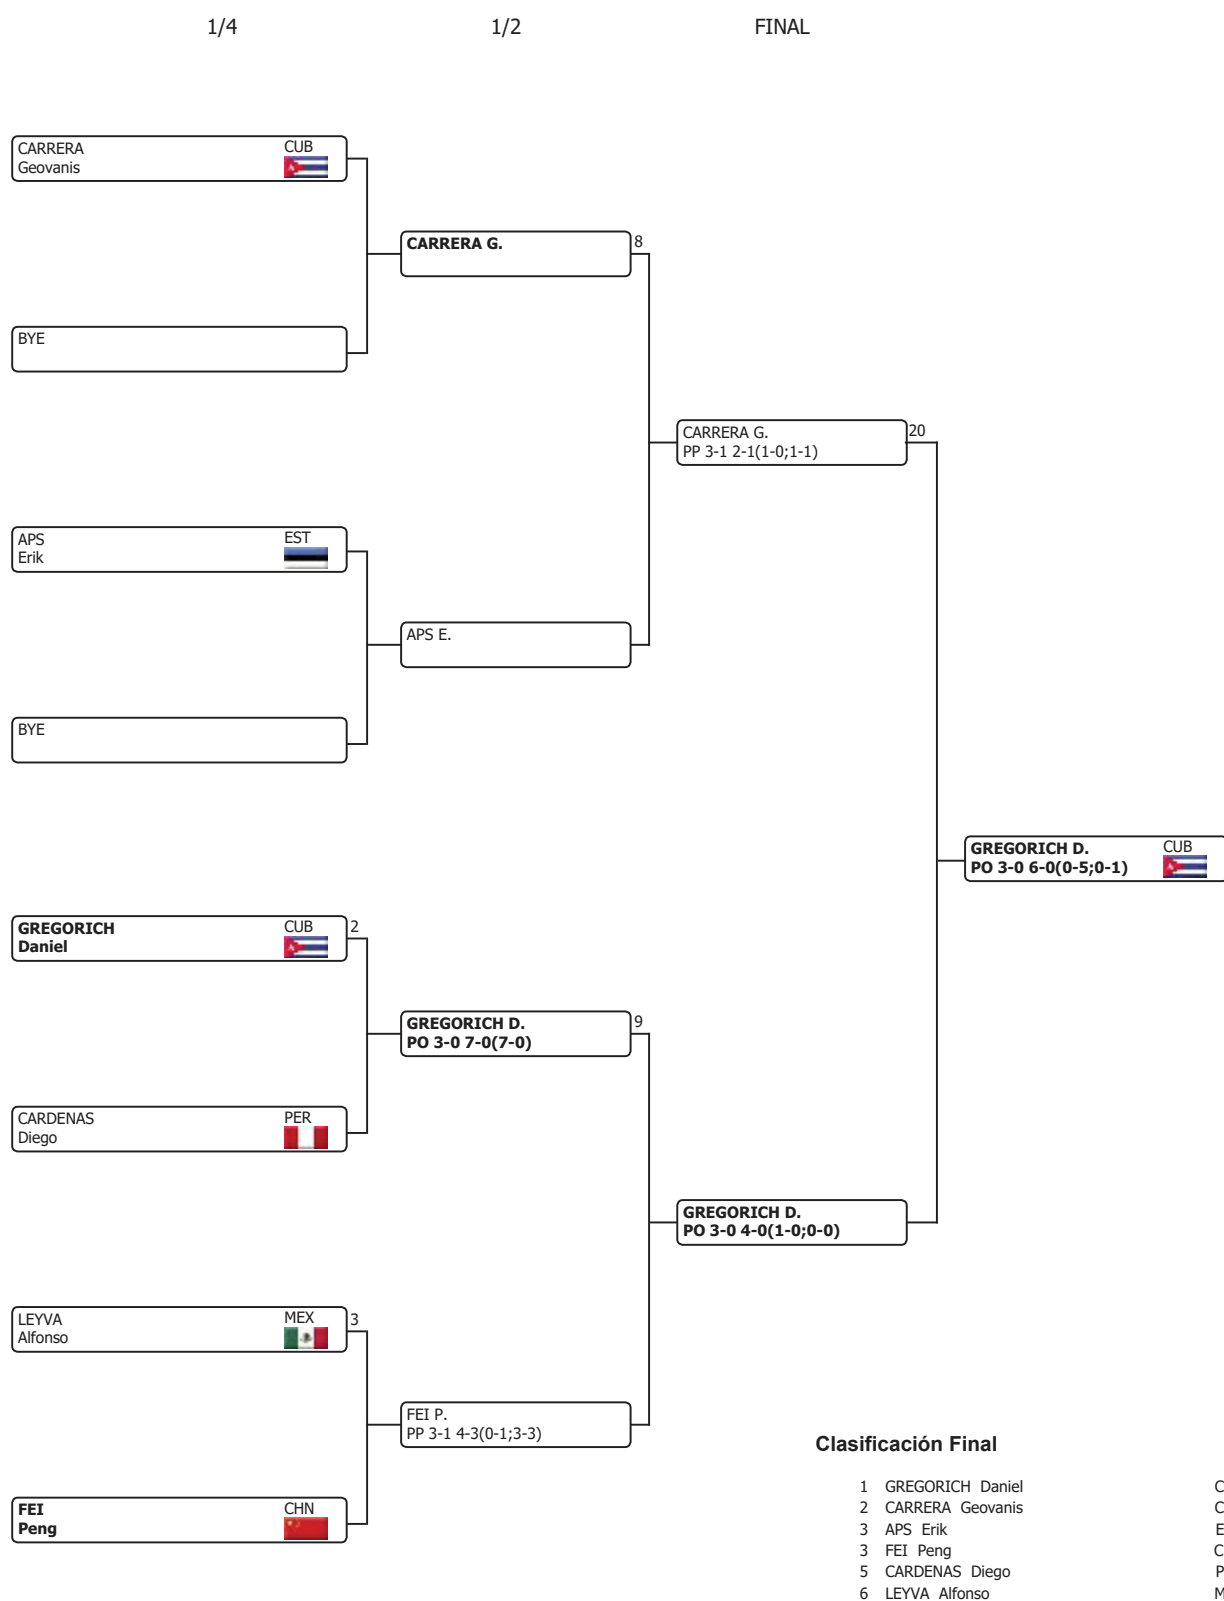 1/4 1/2 FINAL
CARRERA CUB
Geovanis
CARRERA G. 8
BYE
CARRERA G. 20
PP 3-1 2-1(1-0;1-1)
APS EST
Erik
APS E.
BYE
GREGORICH D. CUB
PO 3-0 6-0(0-5;0-1)
GREGORICH CUB 2
Daniel
GREGORICH D. 9
PO 3-0 7-0(7-0)
CARDENAS PER
Diego
GREGORICH D.
PO 3-0 4-0(1-0;0-0)
LEYVA MEX 3
Alfonso
FEI P.
PP 3-1 4-3(0-1;3-3)
FEI CHN
Peng
Clasificación Final
1 GREGORICH Daniel C
2 CARRERA Geovanis C
3 APS Erik E
3 FEI Peng C
5 CARDENAS Diego P
6 LEYVA Alfonso M